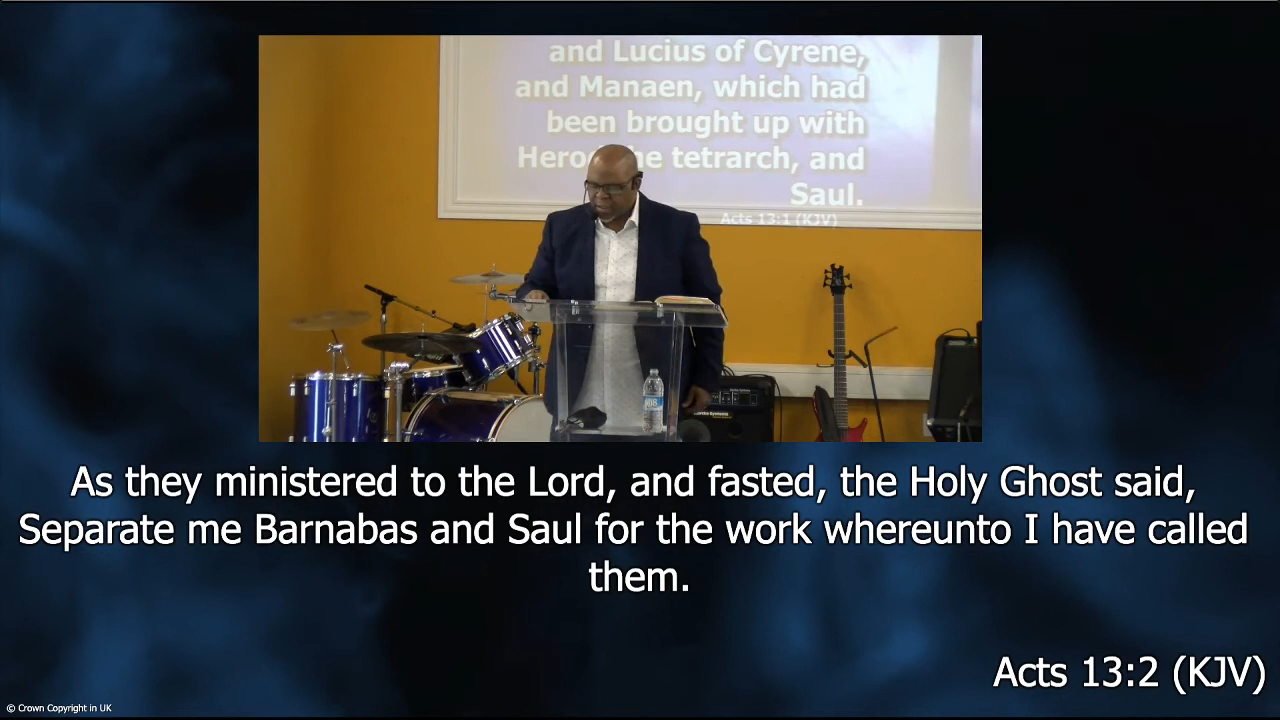 and Lucius of Cyrene,
and Manaen, which had
been brought up with
tetrarch, and
Saul.
Acts 13:1 (KJV)
As they ministered to the Lord, and fasted, the Holy Ghost said,
Separate me Barnabas and Saul for the work whereunto I have called
them.
Acts 13:2 (KJV)
© Crown Copyright in UK